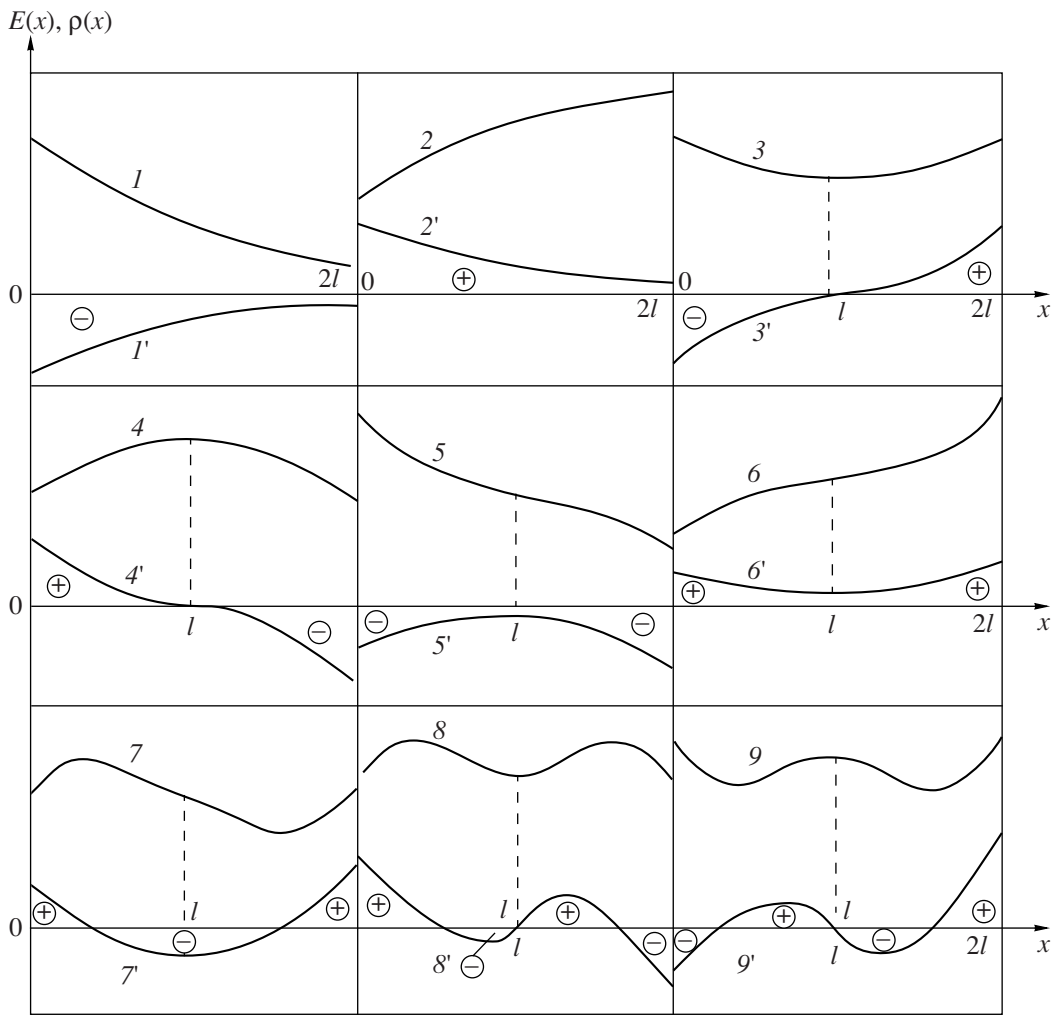 E(x), ρ(x)
1 2 3
2' 2l 0 + 0 +
0 − 2l − l 2l x
1' 3'
4 5 6
+ 4' 6' + +
0 l − − 5' l − l 2l x
7 8 9
+ l + + l + + l +
0 − − − − 2l x
7' 8' − l 9' l